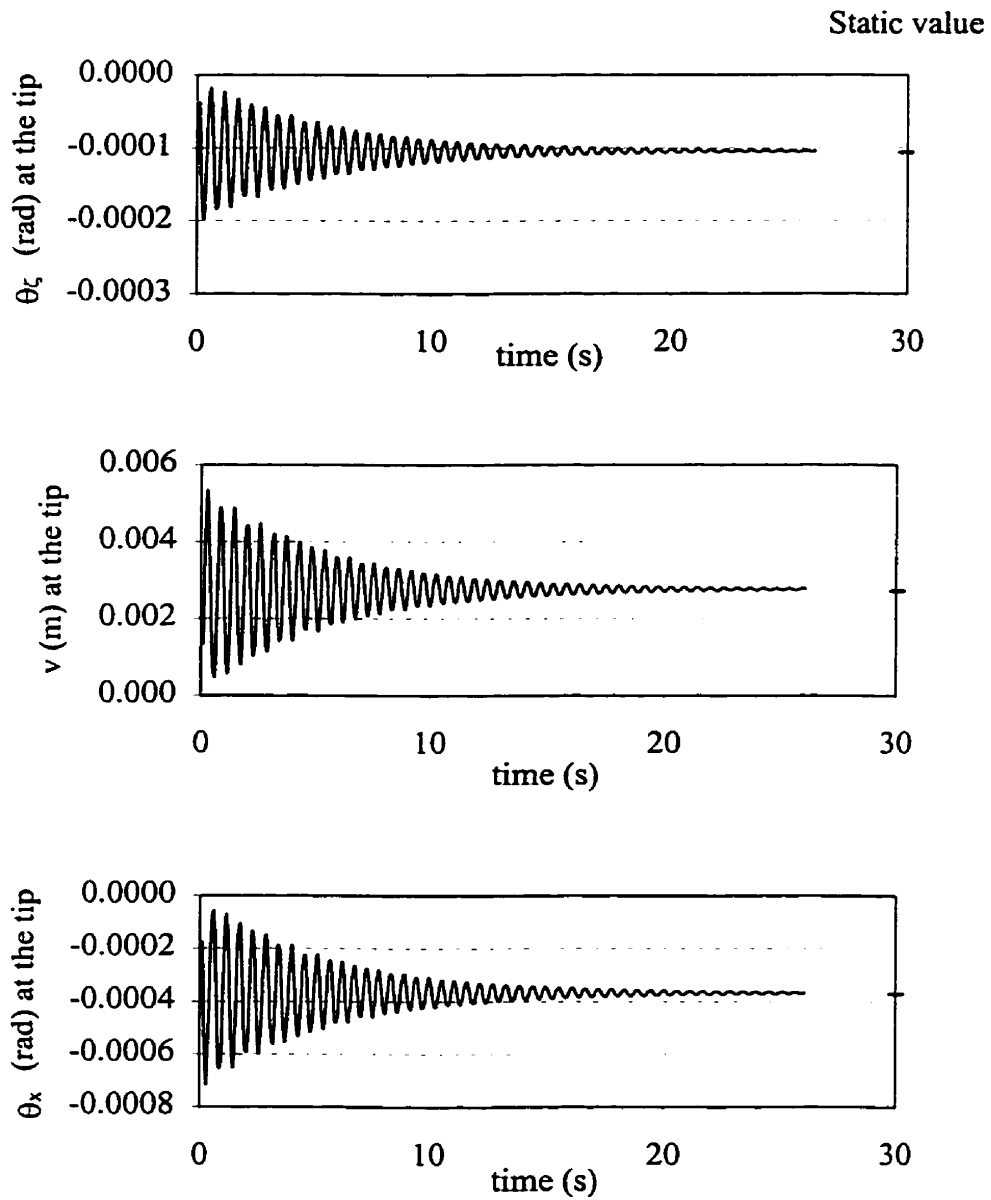 Static value
θζ (rad) at the tip
0.0000
-0.0001
-0.0002
-0.0003
0 10 20 30
time (s)
v (m) at the tip
0.006
0.004
0.002
0.000
0 10 20 30
time (s)
θx (rad) at the tip
0.0000
-0.0002
-0.0004
-0.0006
-0.0008
0 10 20 30
time (s)